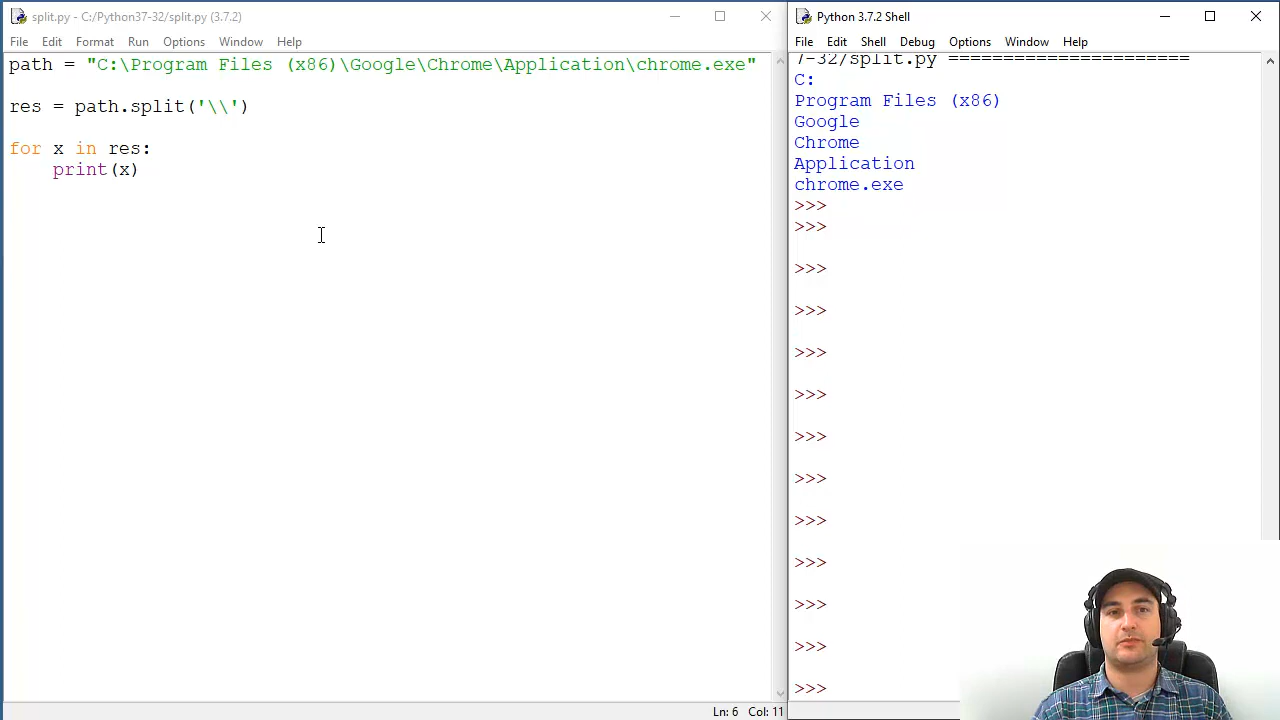 split.py - C:/Python37-32/split.py (3.7.2)
File Edit Format Run Options Window Help
path = "C:\Program Files (x86)\Google\Chrome\Application\chrome.exe"
res = path.split('\\')
for x in res:
    print(x)
Ln: 6 Col: 11
Python 3.7.2 Shell
File Edit Shell Debug Options Window Help
7-32/split.py ======================
C:
Program Files (x86)
Google
Chrome
Application
chrome.exe
>>>
>>>
>>>
>>>
>>>
>>>
>>>
>>>
>>>
>>>
>>>
>>>
>>>